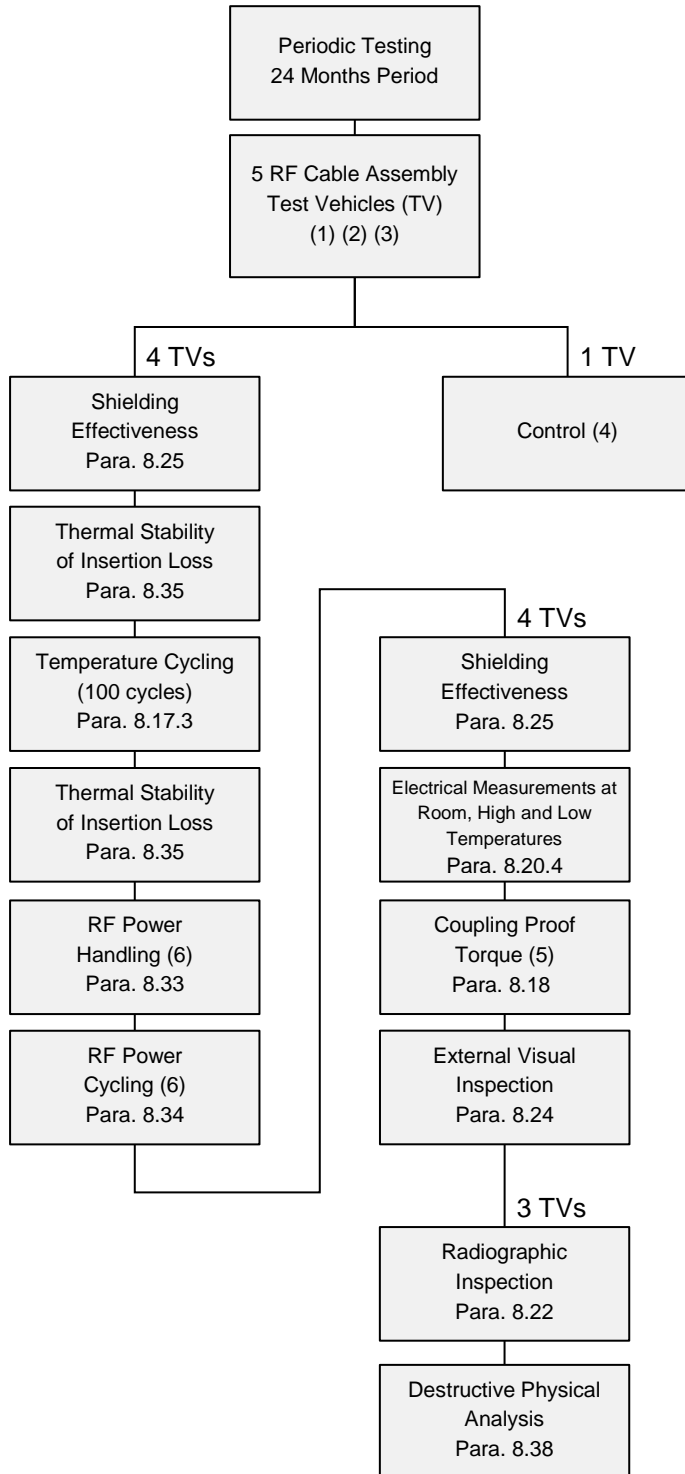 Periodic Testing
24 Months Period
5 RF Cable Assembly
Test Vehicles (TV)
(1) (2) (3)
4 TVs
Shielding
Effectiveness
Para. 8.25
Thermal Stability
of Insertion Loss
Para. 8.35
Temperature Cycling
(100 cycles)
Para. 8.17.3
Thermal Stability
of Insertion Loss
Para. 8.35
RF Power
Handling (6)
Para. 8.33
RF Power
Cycling (6)
Para. 8.34
1 TV
Control (4)
4 TVs
Shielding
Effectiveness
Para. 8.25
Electrical Measurements at
Room, High and Low
Temperatures
Para. 8.20.4
Coupling Proof
Torque (5)
Para. 8.18
External Visual
Inspection
Para. 8.24
3 TVs
Radiographic
Inspection
Para. 8.22
Destructive Physical
Analysis
Para. 8.38